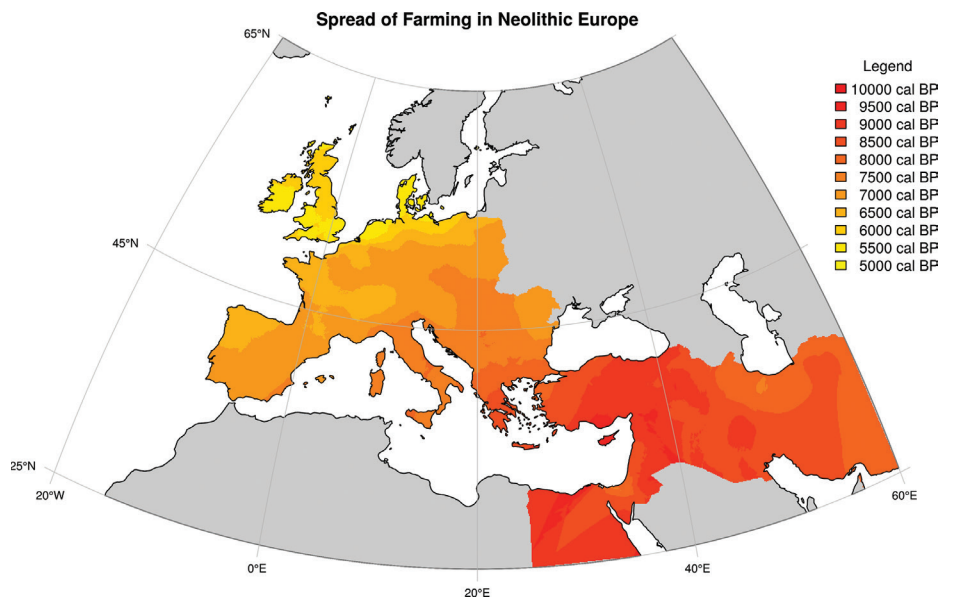 Spread of Farming in Neolithic Europe
65°N
45°N
25°N
20°W
0°E
20°E
40°E
60°E
Legend
10000 cal BP
9500 cal BP
9000 cal BP
8500 cal BP
8000 cal BP
7500 cal BP
7000 cal BP
6500 cal BP
6000 cal BP
5500 cal BP
5000 cal BP